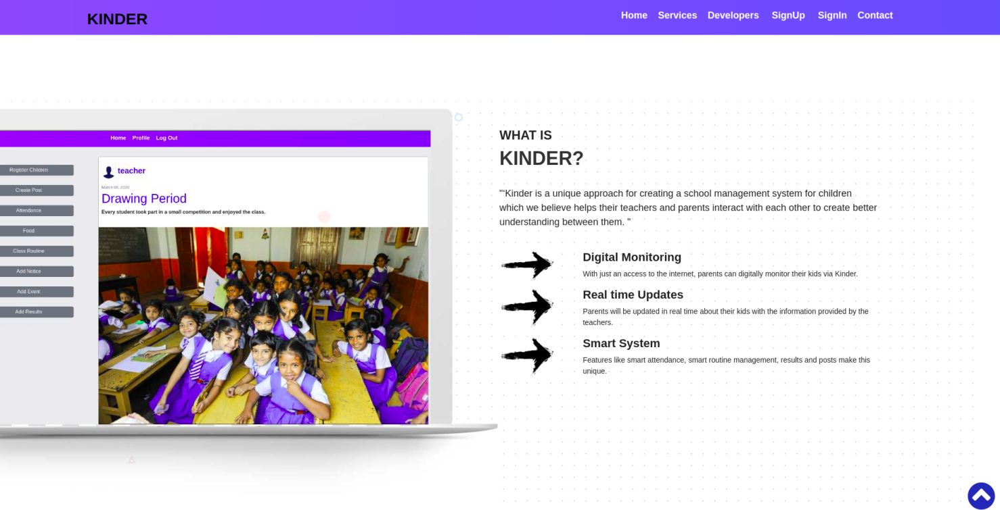 KINDER
Home Services Developers SignUp SignIn Contact
Home Profile Log Out
Register Children
Create Post
Attendance
Food
Class Routine
Add Notice
Add Event
Add Results
teacher
March 09, 2020
Drawing Period
Every student took part in a small competition and enjoyed the class.
WHAT IS
KINDER?
"'Kinder is a unique approach for creating a school management system for children
which we believe helps their teachers and parents interact with each other to create better
understanding between them. "
Digital Monitoring
With just an access to the internet, parents can digitally monitor their kids via Kinder.
Real time Updates
Parents will be updated in real time about their kids with the information provided by the
teachers.
Smart System
Features like smart attendance, smart routine management, results and posts make this
unique.